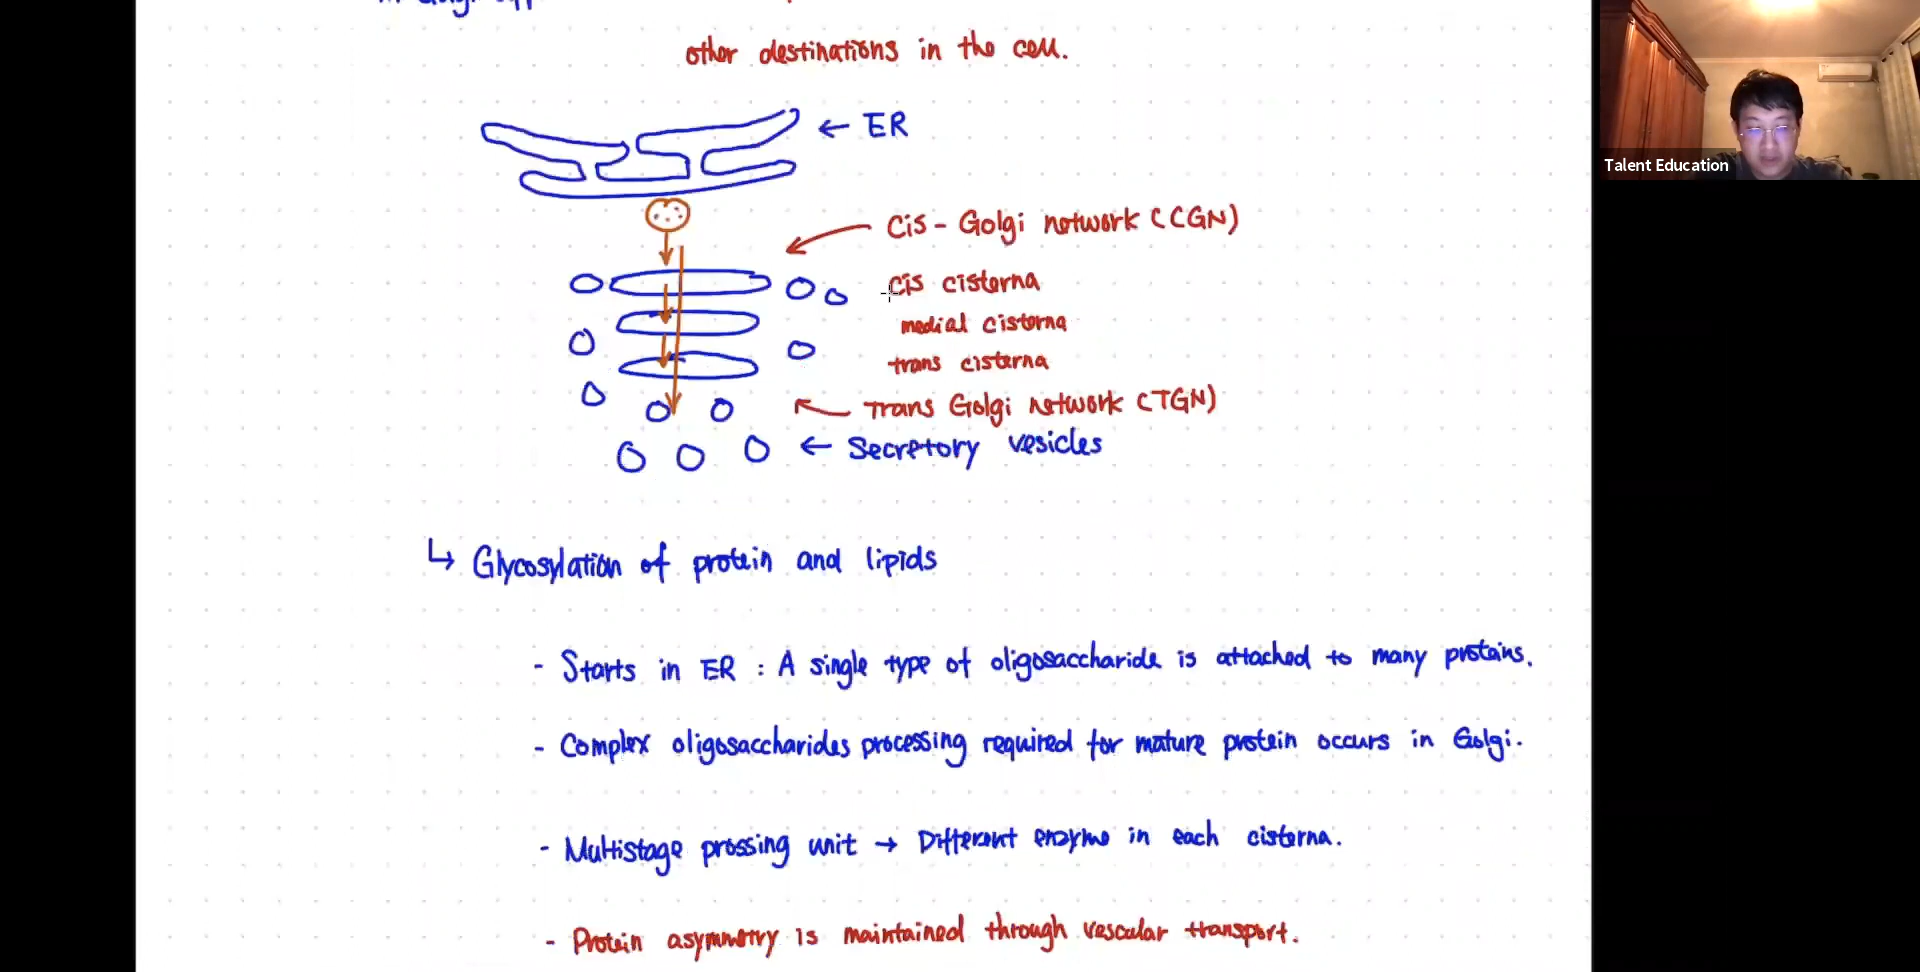 other destinations in the cell.
← ER
Cis - Golgi network (CGN)
Cis cisterna
medial cisterna
trans cisterna
Trans Golgi network (TGN)
← Secretory vesicles
↳ Glycosylation of protein and lipids
- Starts in ER : A single type of oligosaccharide is attached to many proteins.
- Complex oligosaccharides processing required for mature protein occurs in Golgi.
- Multistage prossing unit → Different enzyme in each cisterna.
- Protein asymmetry is maintained through vescular transport.
Talent Education